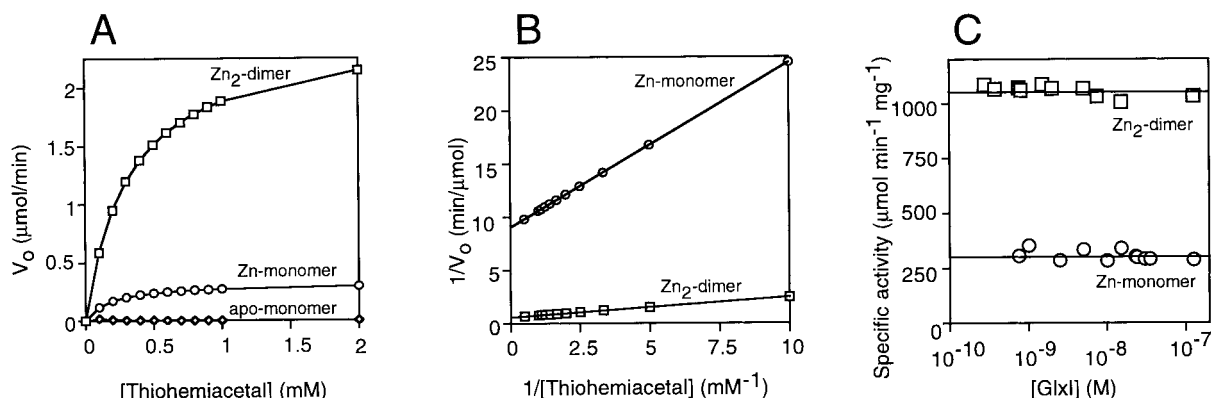 A
V₀ (μmol/min)
2
1.5
1
0.5
0
Zn₂-dimer
Zn-monomer
apo-monomer
0 0.5 1 1.5 2
[Thiohemiacetal] (mM)
B
1/V₀ (min/μmol)
25
20
15
10
5
0
Zn-monomer
Zn₂-dimer
0 2.5 5 7.5 10
1/[Thiohemiacetal] (mM⁻¹)
C
Specific activity (μmol min⁻¹ mg⁻¹)
1000
750
500
250
0
Zn₂-dimer
Zn-monomer
10⁻¹⁰ 10⁻⁹ 10⁻⁸ 10⁻⁷
[GlxI] (M)